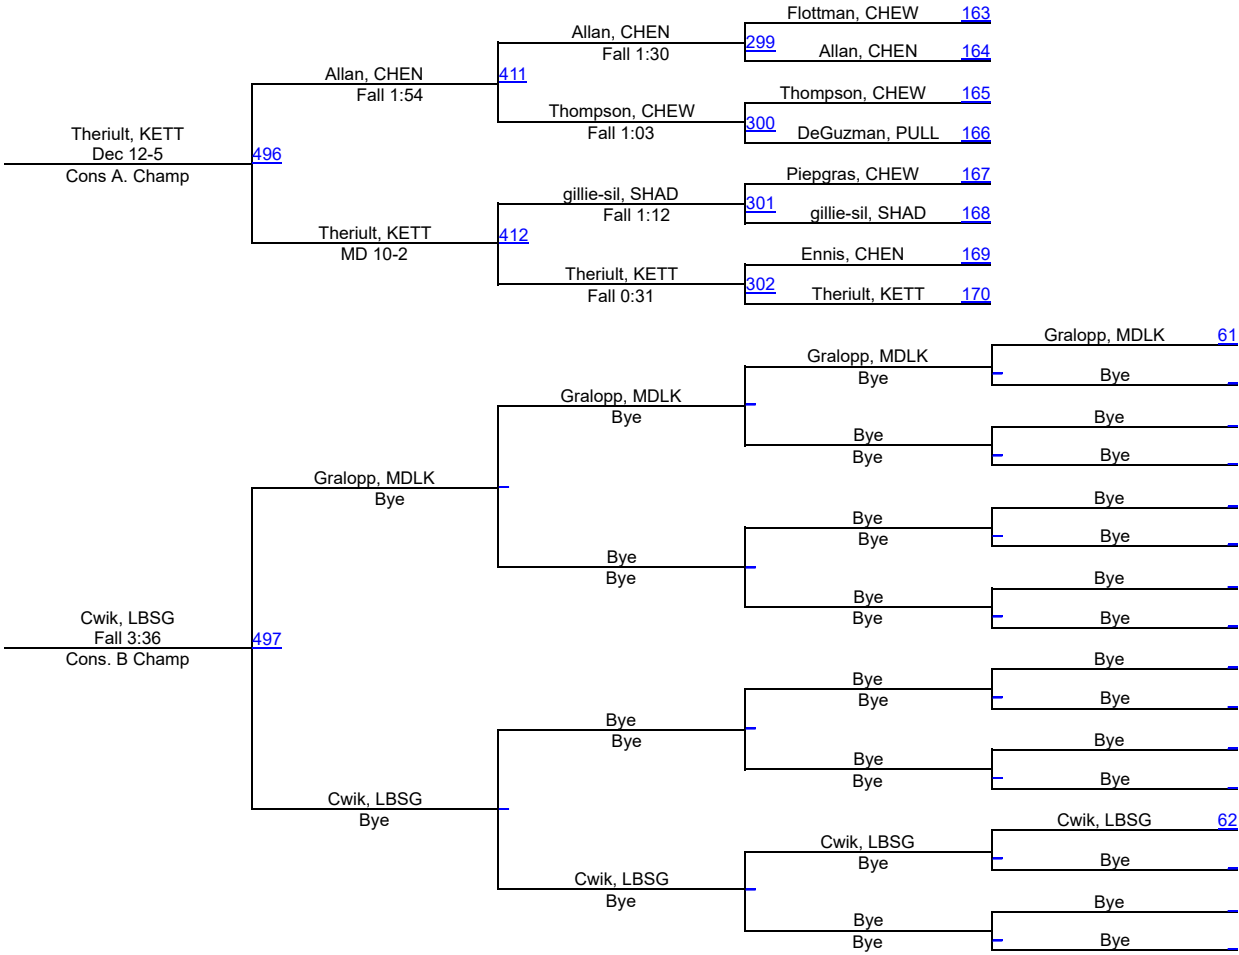 Flottman, CHEW 163
Allan, CHEN
Fall 1:30
299
Allan, CHEN 164
Allan, CHEN
Fall 1:54
411
Thompson, CHEW 165
Thompson, CHEW
Fall 1:03
300
DeGuzman, PULL 166
Theriult, KETT
Dec 12-5
Cons A. Champ
496
Piepgras, CHEW 167
gillie-sil, SHAD
Fall 1:12
301
gillie-sil, SHAD 168
Theriult, KETT
MD 10-2
412
Ennis, CHEN 169
Theriult, KETT
Fall 0:31
302
Theriult, KETT 170
Gralopp, MDLK 61
Gralopp, MDLK
Bye
Bye
Gralopp, MDLK
Bye
Bye
Bye
Bye
Bye
Gralopp, MDLK
Bye
Bye
Bye
Bye
Bye
Bye
Bye
Bye
Bye
Bye
Bye
Cwik, LBSG
Fall 3:36
Cons. B Champ
497
Bye
Bye
Bye
Bye
Bye
Bye
Bye
Bye
Bye
Bye
Cwik, LBSG
Bye
Cwik, LBSG 62
Cwik, LBSG
Bye
Bye
Cwik, LBSG
Bye
Bye
Bye
Bye
Bye